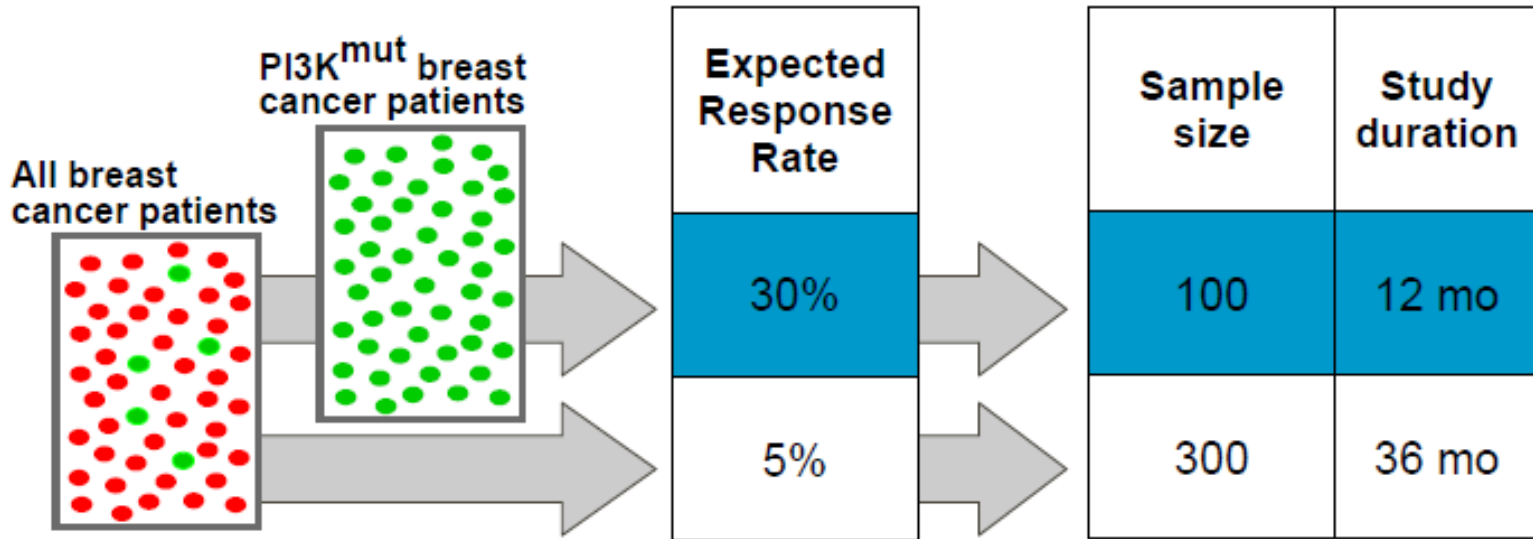 PI3Kmut breast
cancer patients
All breast
cancer patients
Expected
Response
Rate
Sample
size
Study
duration
30%
100
12 mo
5%
300
36 mo